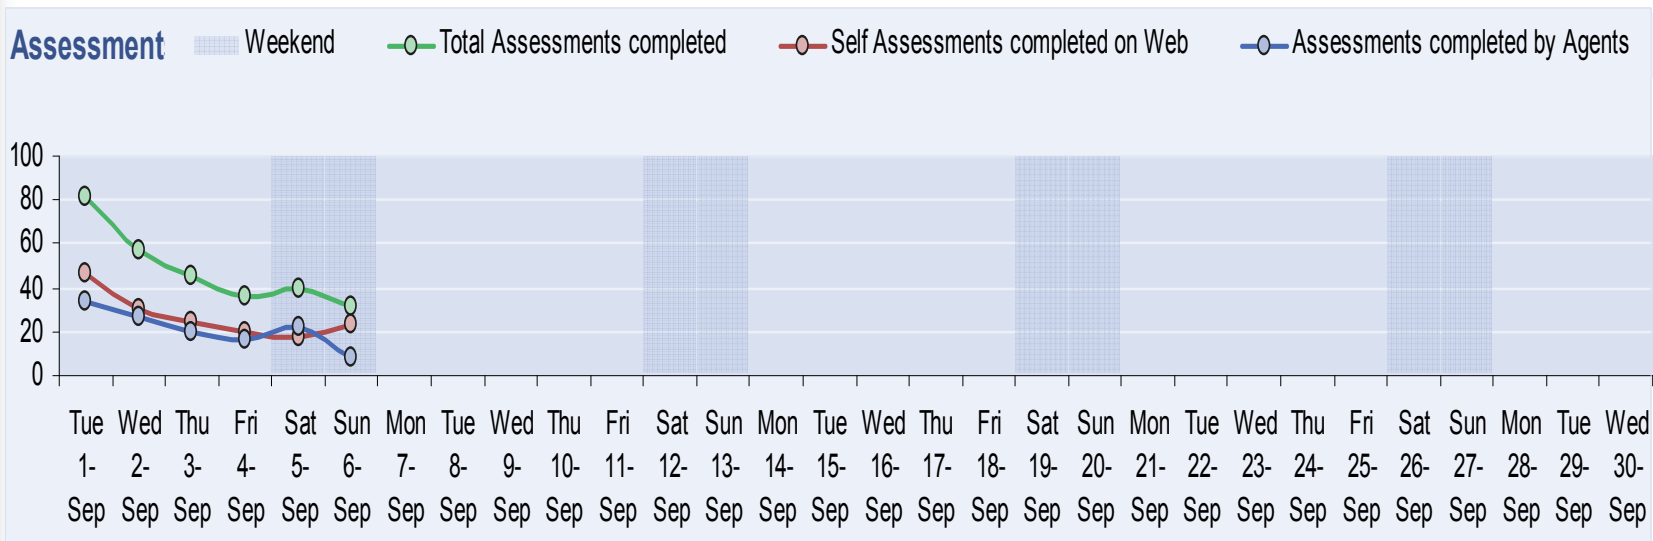 Assessment Weekend Total Assessments completed Self Assessments completed on Web Assessments completed by Agents
100
80
60
40
20
0
Tue Wed Thu Fri Sat Sun Mon Tue Wed Thu Fri Sat Sun Mon Tue Wed Thu Fri Sat Sun Mon Tue Wed Thu Fri Sat Sun Mon Tue Wed
1- 2- 3- 4- 5- 6- 7- 8- 9- 10- 11- 12- 13- 14- 15- 16- 17- 18- 19- 20- 21- 22- 23- 24- 25- 26- 27- 28- 29- 30-
Sep Sep Sep Sep Sep Sep Sep Sep Sep Sep Sep Sep Sep Sep Sep Sep Sep Sep Sep Sep Sep Sep Sep Sep Sep Sep Sep Sep Sep Sep